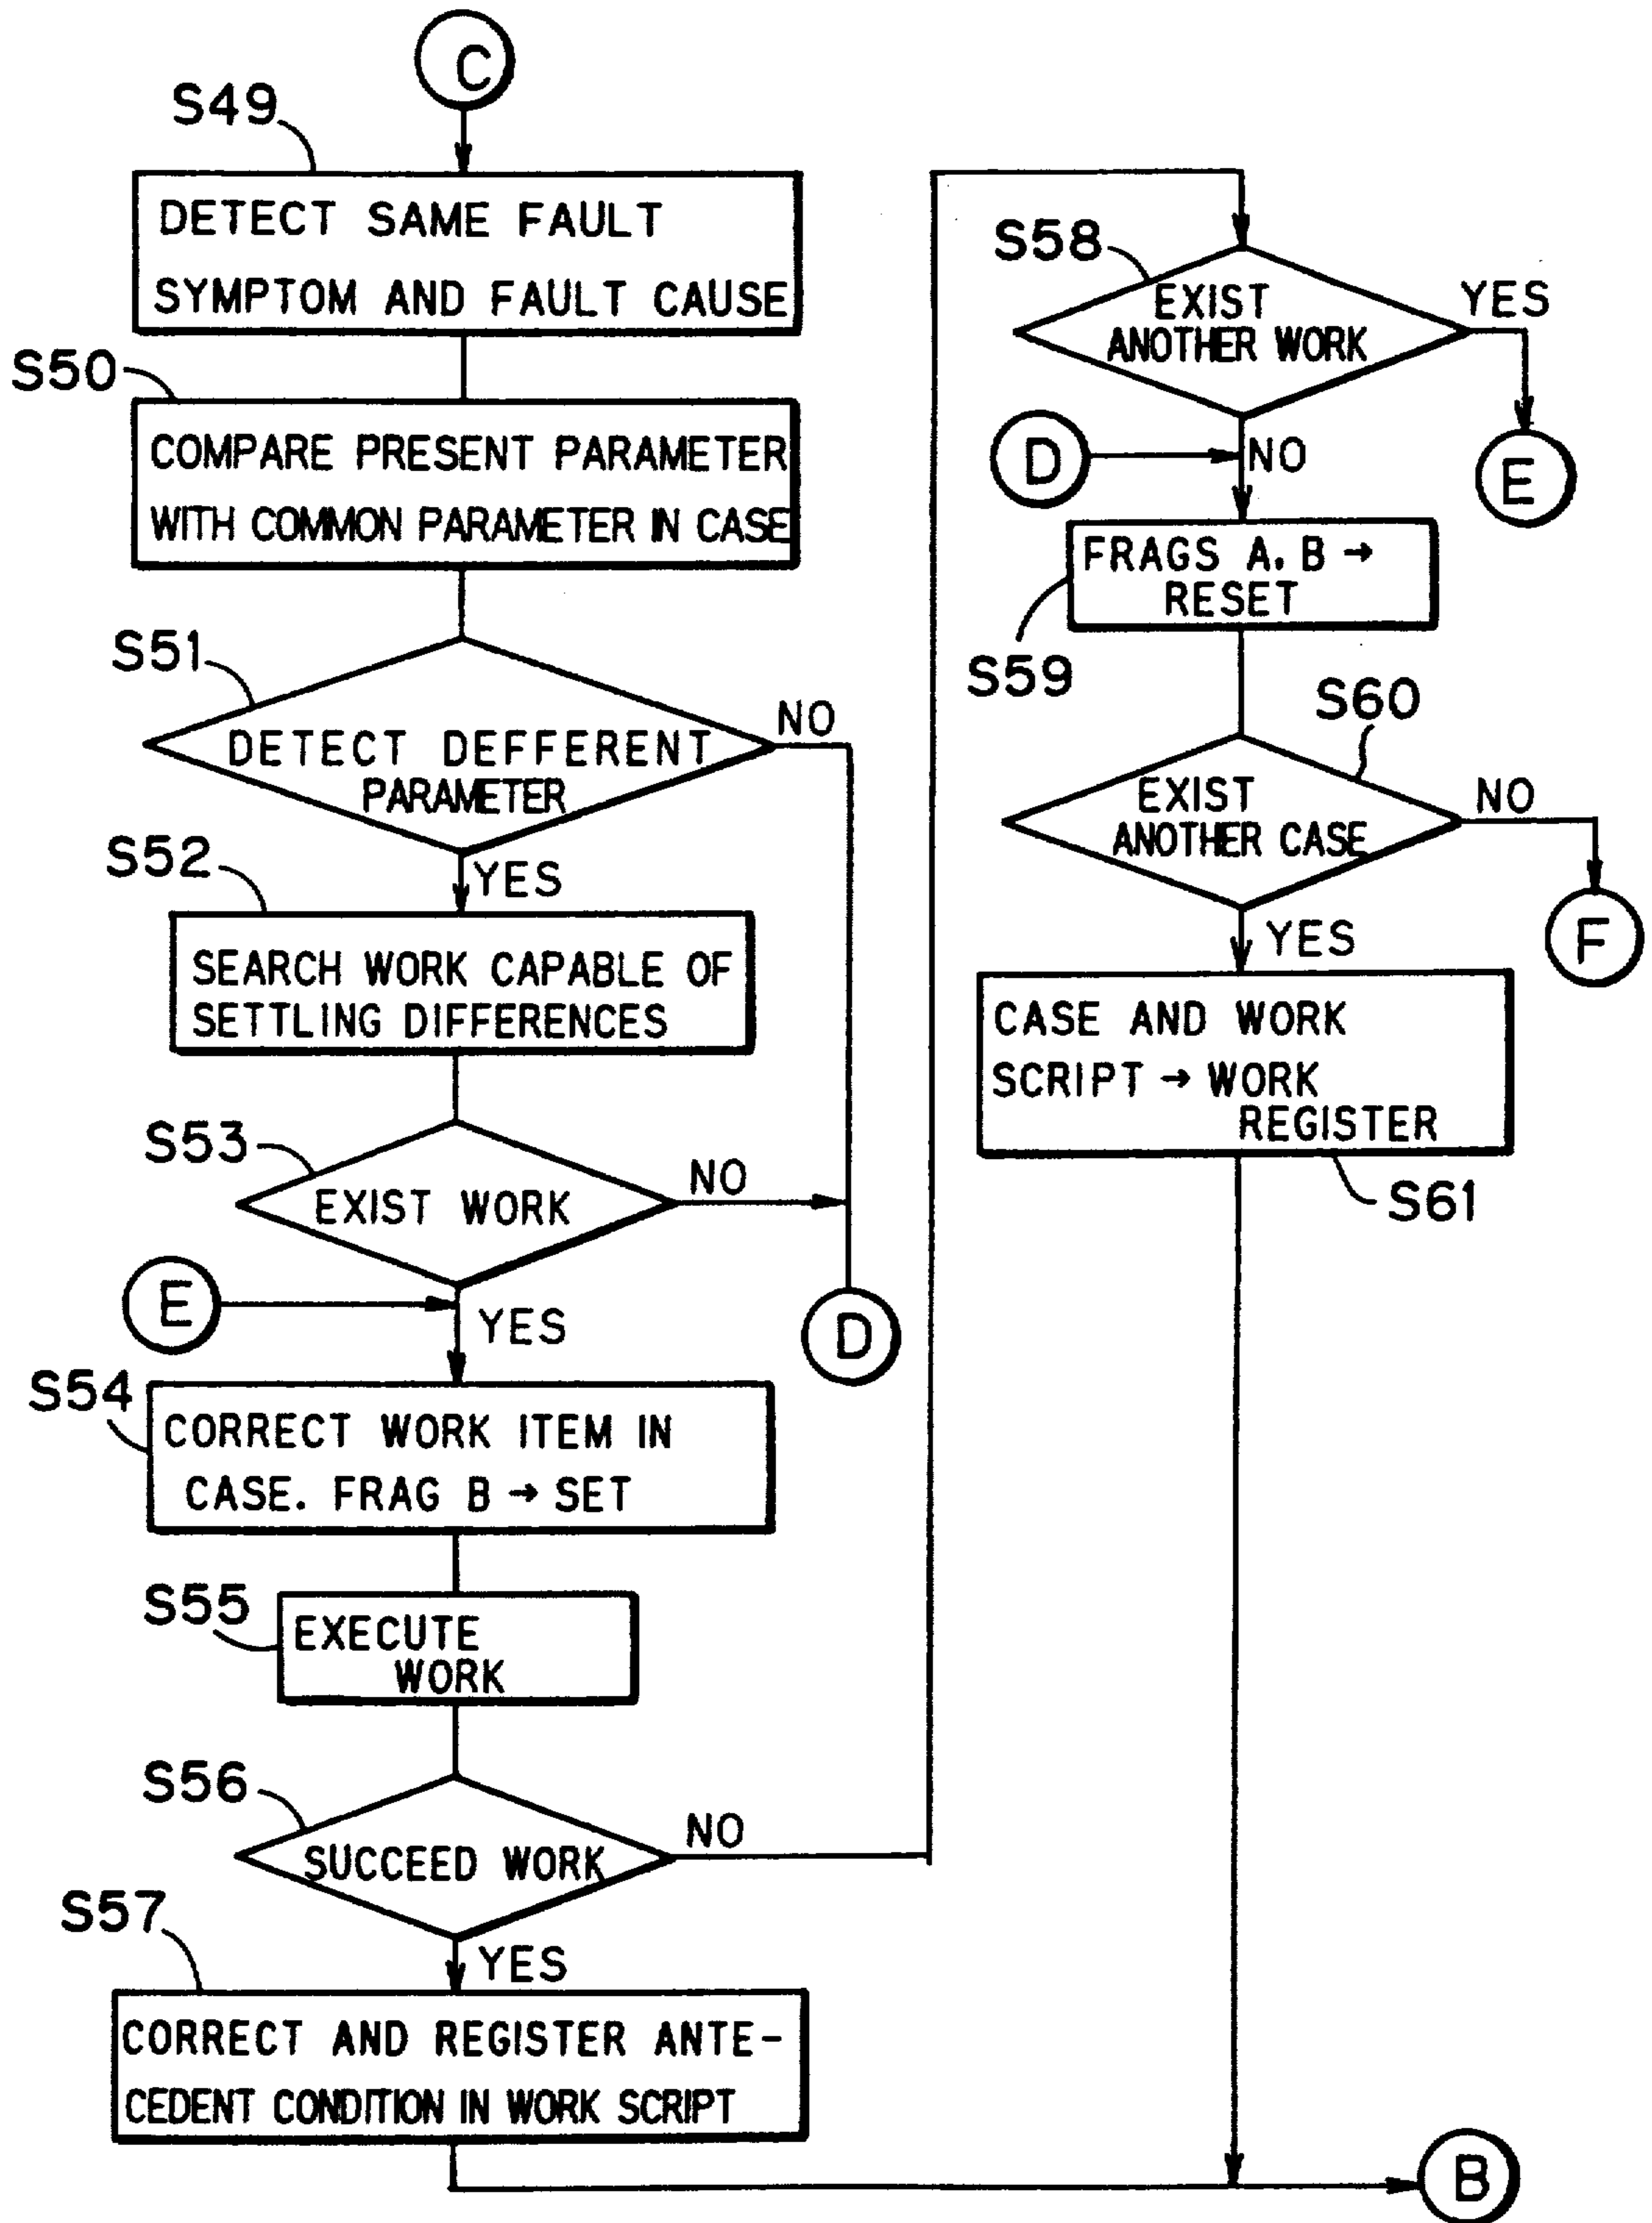 C
S49
DETECT SAME FAULT
SYMPTOM AND FAULT CAUSE
S50
COMPARE PRESENT PARAMETER
WITH COMMON PARAMETER IN CASE
S51
DETECT DEFFERENT
PARAMETER
NO
YES
S52
SEARCH WORK CAPABLE OF
SETTLING DIFFERENCES
S53
EXIST WORK
NO
D
E
YES
S54
CORRECT WORK ITEM IN
CASE. FRAG B → SET
S55
EXECUTE
WORK
S56
SUCCEED WORK
NO
YES
S57
CORRECT AND REGISTER ANTE-
CEDENT CONDITION IN WORK SCRIPT
S58
EXIST
ANOTHER WORK
YES
E
D
NO
FRAGS A, B →
RESET
S59
S60
EXIST
ANOTHER CASE
NO
F
YES
CASE AND WORK
SCRIPT → WORK
REGISTER
S61
B